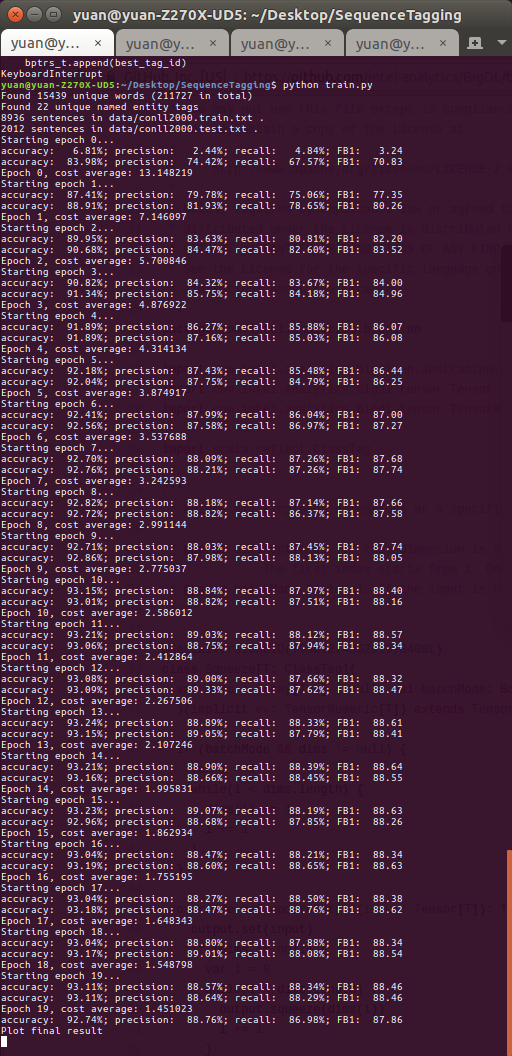 yuan@yuan-Z270X-UD5: ~/Desktop/SequenceTagging
yuan@y... × yuan@y... × yuan@y... × yuan@y... ×
bptrs_t.append(best_tag_id)
KeyboardInterrupt
yuan@yuan-Z270X-UD5:~/Desktop/SequenceTagging$ python train.py
Found 15439 unique words (211727 in total)
Found 22 unique named entity tags
8936 sentences in data/conll2000.train.txt .
2012 sentences in data/conll2000.test.txt .
Starting epoch 0...
accuracy: 6.81%; precision: 2.44%; recall: 4.84%; FB1: 3.24
accuracy: 83.98%; precision: 74.42%; recall: 67.57%; FB1: 70.83
Epoch 0, cost average: 13.148219
Starting epoch 1...
accuracy: 87.41%; precision: 79.78%; recall: 75.06%; FB1: 77.35
accuracy: 88.91%; precision: 81.93%; recall: 78.65%; FB1: 80.26
Epoch 1, cost average: 7.146097
Starting epoch 2...
accuracy: 89.95%; precision: 83.63%; recall: 80.81%; FB1: 82.20
accuracy: 90.68%; precision: 84.47%; recall: 82.60%; FB1: 83.52
Epoch 2, cost average: 5.700846
Starting epoch 3...
accuracy: 90.82%; precision: 84.32%; recall: 83.67%; FB1: 84.00
accuracy: 91.34%; precision: 85.75%; recall: 84.18%; FB1: 84.96
Epoch 3, cost average: 4.876922
Starting epoch 4...
accuracy: 91.89%; precision: 86.27%; recall: 85.88%; FB1: 86.07
accuracy: 91.89%; precision: 87.16%; recall: 85.03%; FB1: 86.08
Epoch 4, cost average: 4.314134
Starting epoch 5...
accuracy: 92.18%; precision: 87.43%; recall: 85.48%; FB1: 86.44
accuracy: 92.04%; precision: 87.75%; recall: 84.79%; FB1: 86.25
Epoch 5, cost average: 3.874917
Starting epoch 6...
accuracy: 92.41%; precision: 87.99%; recall: 86.04%; FB1: 87.00
accuracy: 92.56%; precision: 87.58%; recall: 86.97%; FB1: 87.27
Epoch 6, cost average: 3.537688
Starting epoch 7...
accuracy: 92.70%; precision: 88.09%; recall: 87.26%; FB1: 87.68
accuracy: 92.76%; precision: 88.21%; recall: 87.26%; FB1: 87.74
Epoch 7, cost average: 3.242593
Starting epoch 8...
accuracy: 92.82%; precision: 88.18%; recall: 87.14%; FB1: 87.66
accuracy: 92.72%; precision: 88.82%; recall: 86.37%; FB1: 87.58
Epoch 8, cost average: 2.991144
Starting epoch 9...
accuracy: 92.71%; precision: 88.03%; recall: 87.45%; FB1: 87.74
accuracy: 92.86%; precision: 87.98%; recall: 88.13%; FB1: 88.05
Epoch 9, cost average: 2.775037
Starting epoch 10...
accuracy: 93.15%; precision: 88.84%; recall: 87.97%; FB1: 88.40
accuracy: 93.01%; precision: 88.82%; recall: 87.51%; FB1: 88.16
Epoch 10, cost average: 2.586012
Starting epoch 11...
accuracy: 93.21%; precision: 89.03%; recall: 88.12%; FB1: 88.57
accuracy: 93.06%; precision: 88.75%; recall: 87.94%; FB1: 88.34
Epoch 11, cost average: 2.412864
Starting epoch 12...
accuracy: 93.08%; precision: 89.00%; recall: 87.66%; FB1: 88.32
accuracy: 93.09%; precision: 89.33%; recall: 87.62%; FB1: 88.47
Epoch 12, cost average: 2.267506
Starting epoch 13...
accuracy: 93.24%; precision: 88.89%; recall: 88.33%; FB1: 88.61
accuracy: 93.15%; precision: 89.05%; recall: 87.79%; FB1: 88.41
Epoch 13, cost average: 2.107246
Starting epoch 14...
accuracy: 93.21%; precision: 88.90%; recall: 88.39%; FB1: 88.64
accuracy: 93.16%; precision: 88.66%; recall: 88.45%; FB1: 88.55
Epoch 14, cost average: 1.995831
Starting epoch 15...
accuracy: 93.23%; precision: 89.07%; recall: 88.19%; FB1: 88.63
accuracy: 92.96%; precision: 88.68%; recall: 87.85%; FB1: 88.26
Epoch 15, cost average: 1.862934
Starting epoch 16...
accuracy: 93.04%; precision: 88.47%; recall: 88.21%; FB1: 88.34
accuracy: 93.19%; precision: 88.60%; recall: 88.65%; FB1: 88.63
Epoch 16, cost average: 1.755195
Starting epoch 17...
accuracy: 93.04%; precision: 88.27%; recall: 88.50%; FB1: 88.38
accuracy: 93.18%; precision: 88.47%; recall: 88.76%; FB1: 88.62
Epoch 17, cost average: 1.648343
Starting epoch 18...
accuracy: 93.04%; precision: 88.80%; recall: 87.88%; FB1: 88.34
accuracy: 93.17%; precision: 89.01%; recall: 88.08%; FB1: 88.54
Epoch 18, cost average: 1.548798
Starting epoch 19...
accuracy: 93.11%; precision: 88.57%; recall: 88.34%; FB1: 88.46
accuracy: 93.11%; precision: 88.64%; recall: 88.29%; FB1: 88.46
Epoch 19, cost average: 1.451023
accuracy: 92.74%; precision: 88.76%; recall: 86.98%; FB1: 87.86
Plot final result